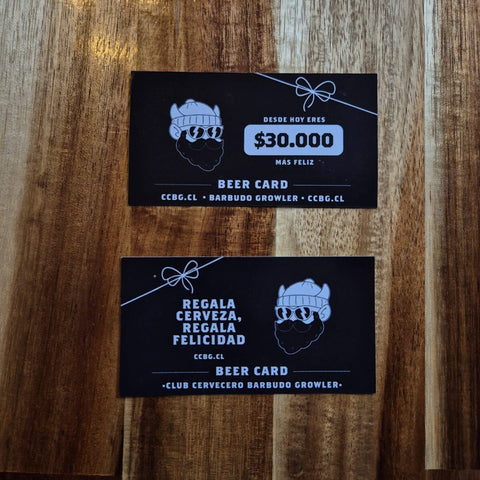 DESDE HOY ERES
$30.000
MÁS FELIZ
BEER CARD
CCBG.CL • BARBUDO GROWLER • CCBG.CL
REGALA
CERVEZA,
REGALA
FELICIDAD
CCBG.CL
BEER CARD
•CLUB CERVECERO BARBUDO GROWLER•